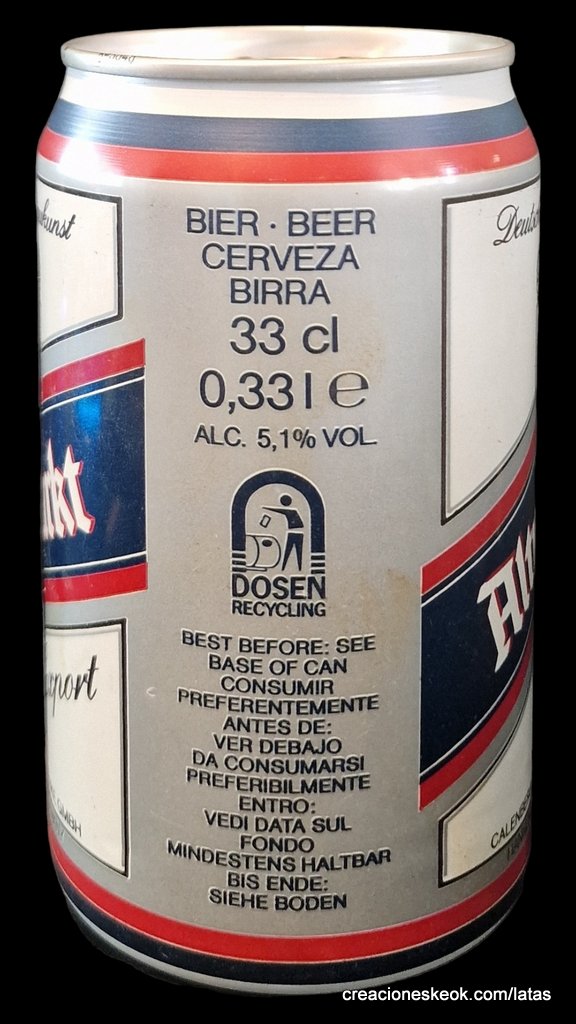 BIER · BEER
CERVEZA
BIRRA
33 cl
0,33 l ℮
ALC. 5,1% VOL.
DOSEN
RECYCLING
BEST BEFORE: SEE
BASE OF CAN
CONSUMIR
PREFERENTEMENTE
ANTES DE:
VER DEBAJO
DA CONSUMARSI
PREFERIBILMENTE
ENTRO:
VEDI DATA SUL
FONDO
MINDESTENS HALTBAR
BIS ENDE:
SIEHE BODEN
GMBH
creacioneskeok.com/latas